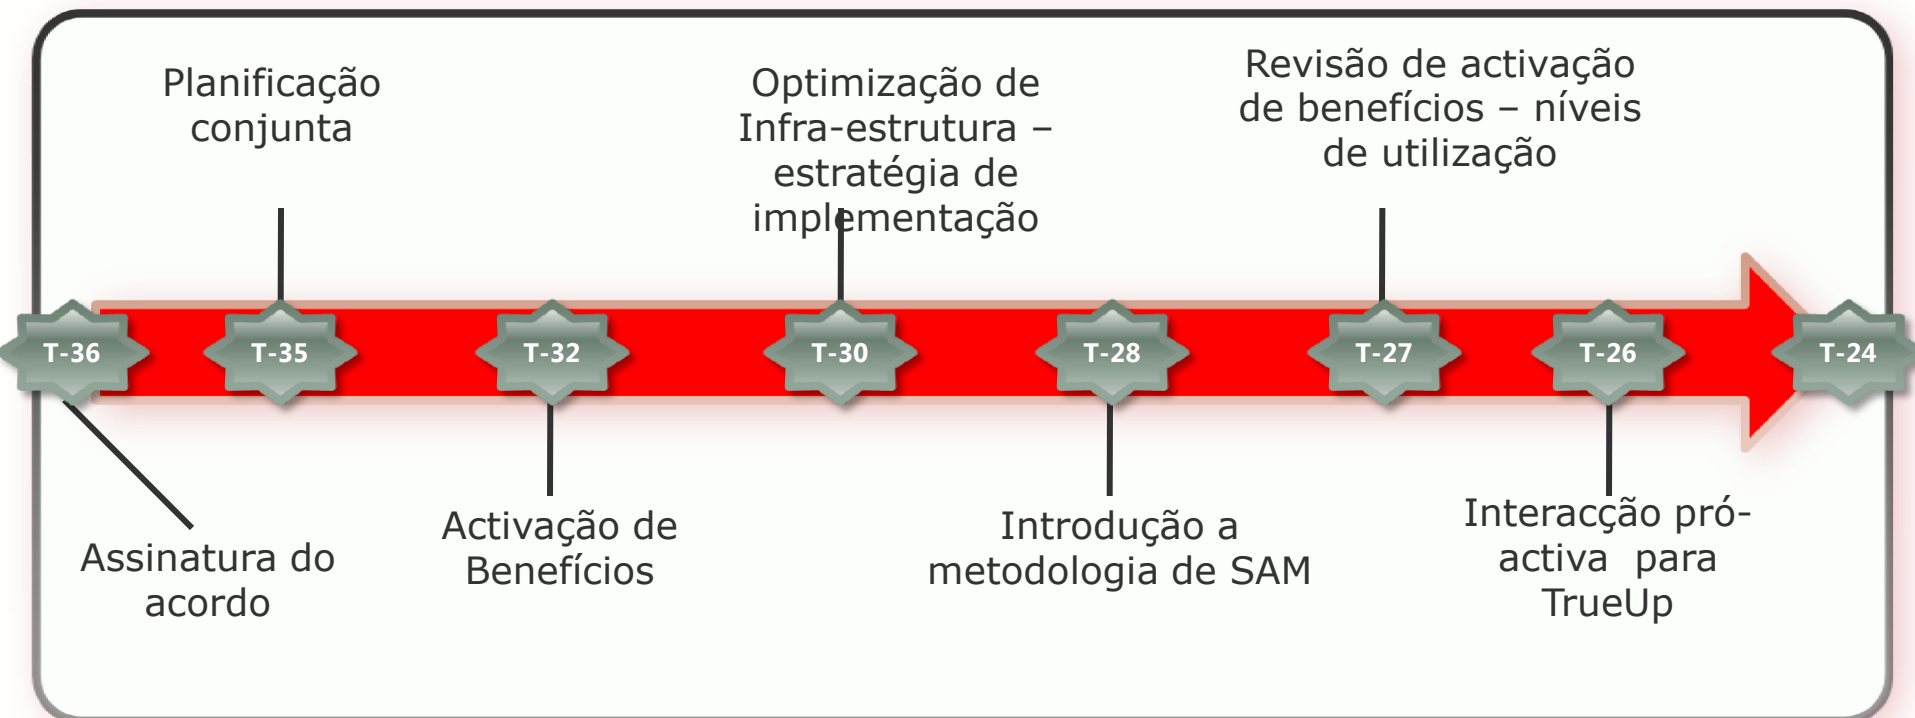 Planificação
conjunta
Optimização de
Infra-estrutura –
estratégia de
implementação
Revisão de activação
de benefícios – níveis
de utilização
T-36
T-35
T-32
T-30
T-28
T-27
T-26
T-24
Assinatura do
acordo
Activação de
Benefícios
Introdução a
metodologia de SAM
Interacção pró-
activa  para
TrueUp